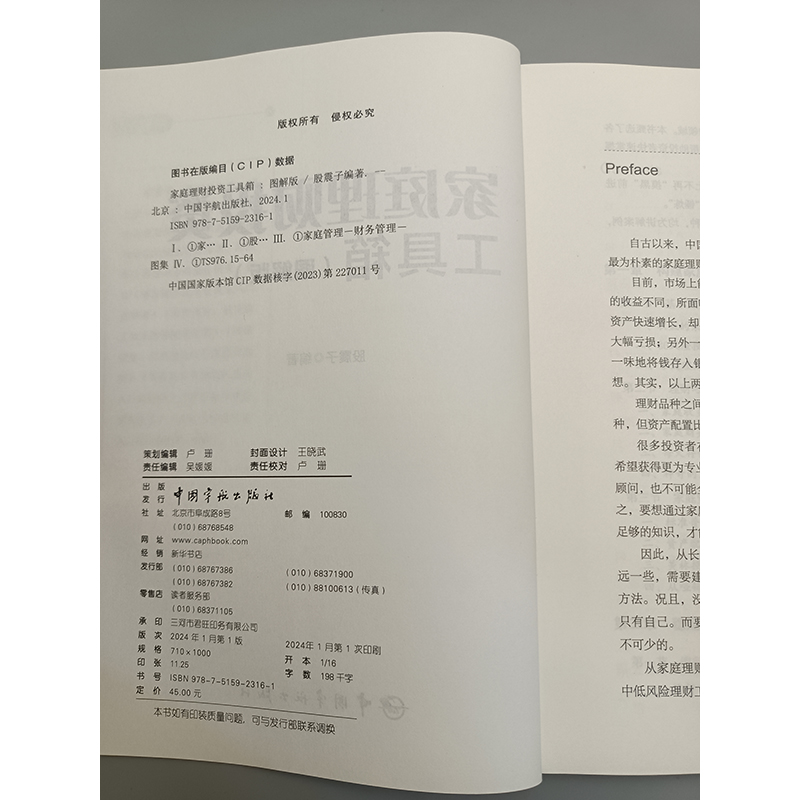 版权所有 侵权必究
图书在版编目(CIP)数据
家庭理财投资工具箱:图解版/股震子编著. --
北京:中国宇航出版社, 2024.1
ISBN 978-7-5159-2316-1
Ⅰ. ①家… Ⅱ. ①股… Ⅲ. ①家庭管理-财务管理-
图集 Ⅳ. ①TS976.15-64
中国国家版本馆CIP数据核字(2023)第227011号
策划编辑 卢珊 封面设计 王晓武
责任编辑 吴媛媛 责任校对 卢珊
出版
发行 中国宇航出版社
社址 北京市阜成路8号 邮编 100830
(010)68768548
网址 www.caphbook.com
经销 新华书店
发行部 (010)68767386 (010)68371900
(010)68767382 (010)88100613(传真)
零售店 读者服务部
(010)68371105
承印 三河市君旺印务有限公司
版次 2024年1月第1版 2024年1月第1次印刷
规格 710×1000 开本 1/16
印张 11.25 字数 198千字
书号 ISBN 978-7-5159-2316-1
定价 45.00元
本书如有印装质量问题,可与发行部联系调换
Preface
自古以来,中国
最为朴素的家庭理财
目前,市场上
的收益不同,所面
资产快速增长,却
大幅亏损;另外一
一味地将钱存入银
想。其实,以上两
理财品种之间
种,但资产配置比
很多投资者
希望获得更为专业
顾问,也不可能
之,要想通过家庭
足够的知识,才
因此,从长
远一些,需要建
方法。况且,没
只有自己。而要
不可少的。
从家庭理财
中低风险理财工